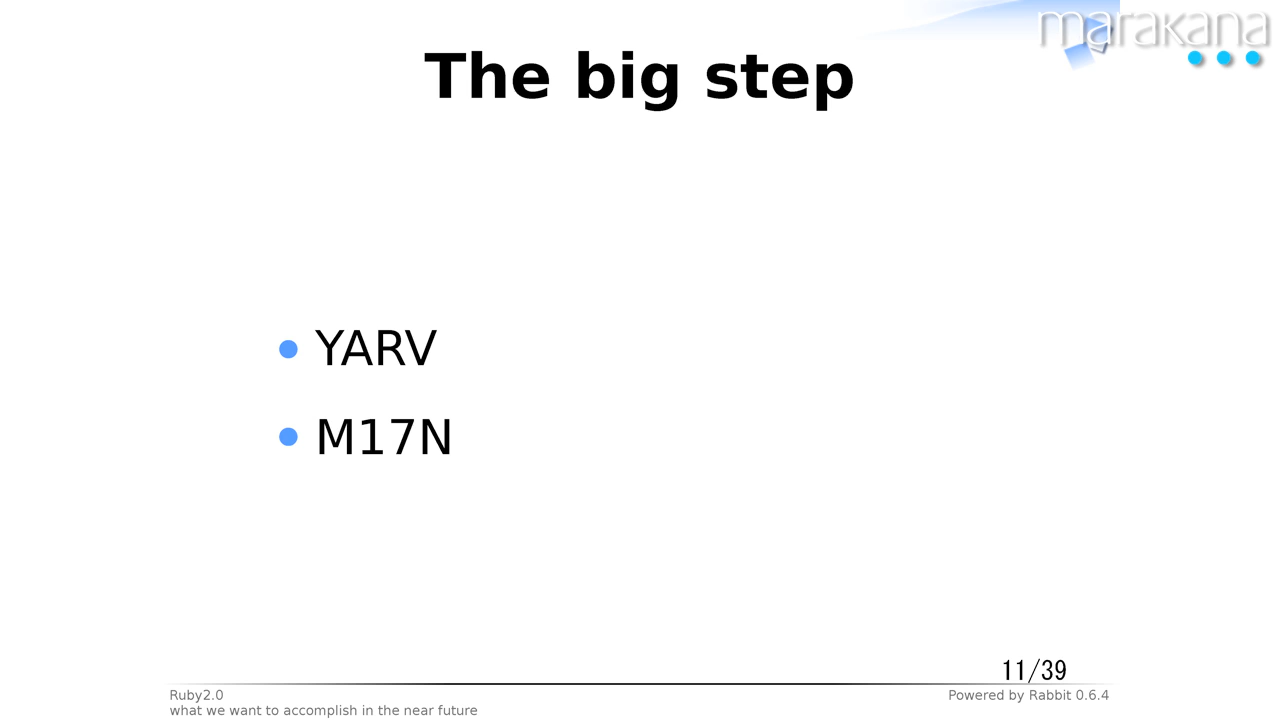 marakana
The big step
YARV
M17N
11/39
Ruby2.0
Powered by Rabbit 0.6.4
what we want to accomplish in the near future